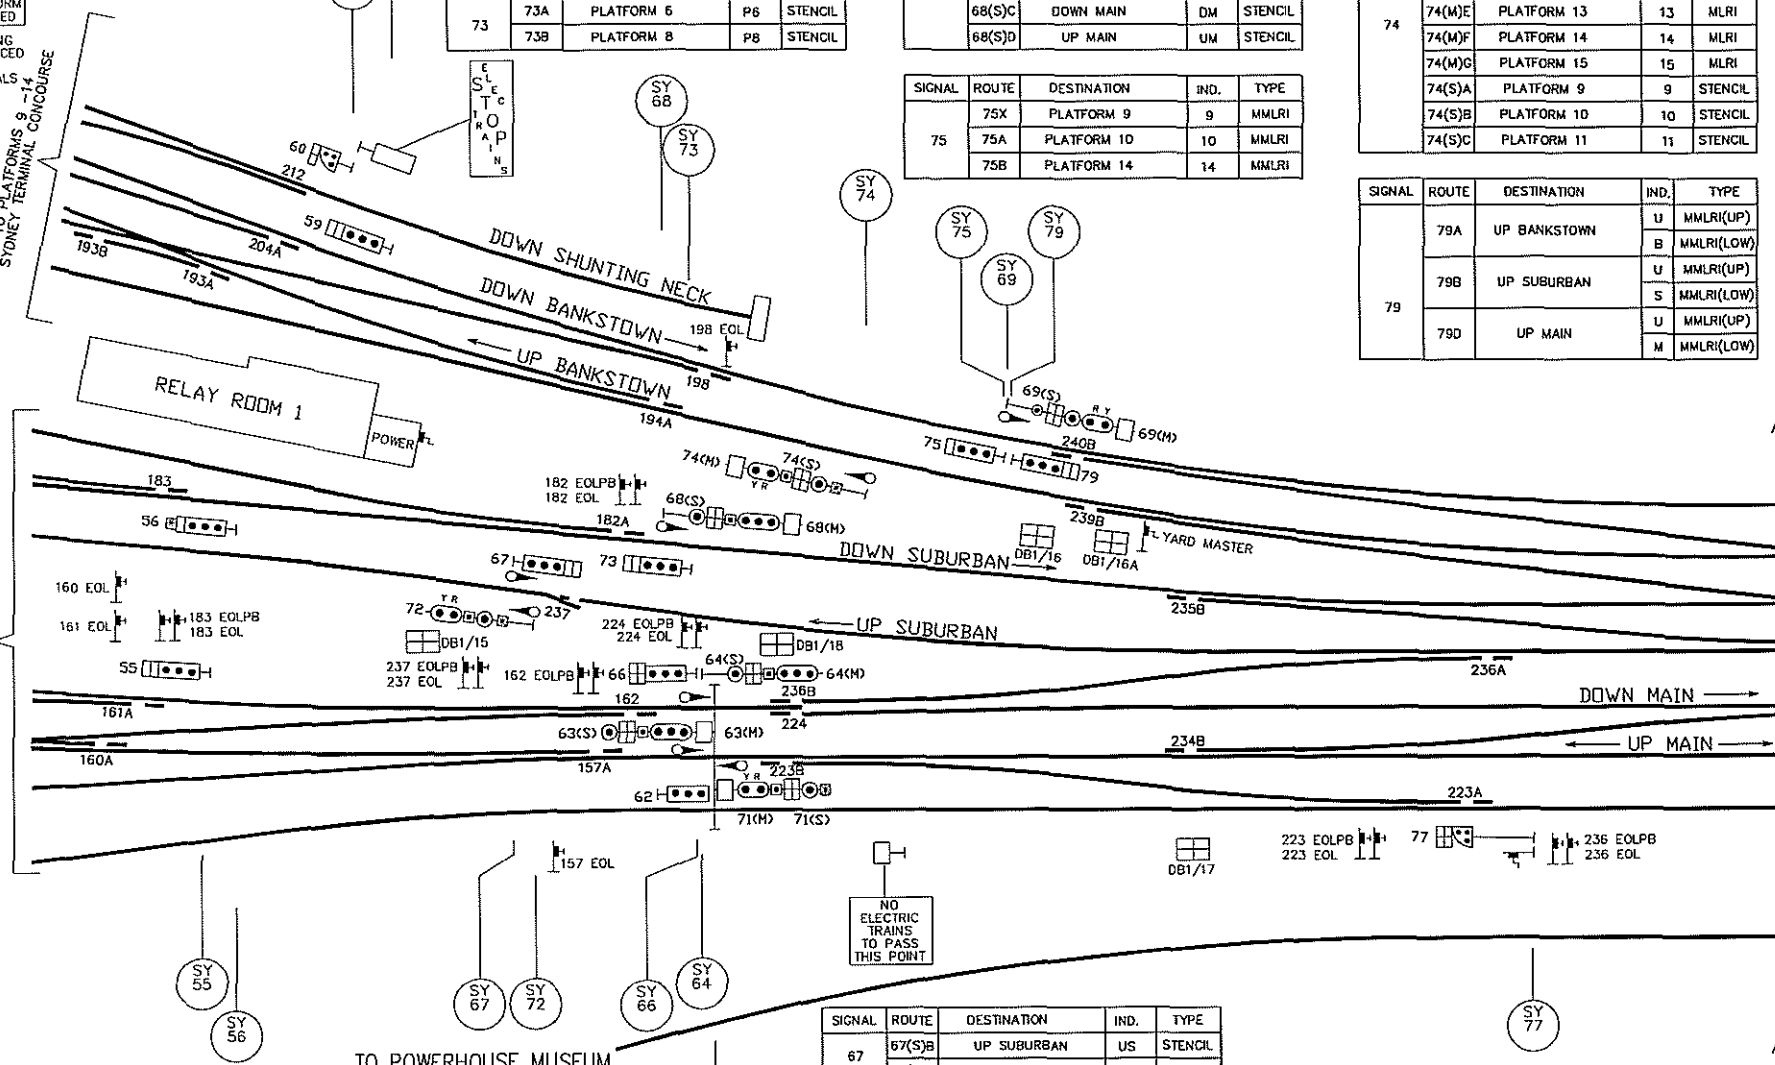 73
73A PLATFORM 6 P6 STENCIL
73B PLATFORM 8 P8 STENCIL
68(S)C DOWN MAIN DM STENCIL
68(S)D UP MAIN UM STENCIL
74
74(M)E PLATFORM 13 13 MLRI
74(M)F PLATFORM 14 14 MLRI
74(M)G PLATFORM 15 15 MLRI
74(S)A PLATFORM 9 9 STENCIL
74(S)B PLATFORM 10 10 STENCIL
74(S)C PLATFORM 11 11 STENCIL
SIGNAL ROUTE DESTINATION IND. TYPE
75
75X PLATFORM 9 9 MMLRI
75A PLATFORM 10 10 MMLRI
75B PLATFORM 14 14 MMLRI
SIGNAL ROUTE DESTINATION IND. TYPE
79
79A UP BANKSTOWN U MMLRI(UP)
B MMLRI(LOW)
79B UP SUBURBAN U MMLRI(UP)
S MMLRI(LOW)
79D UP MAIN U MMLRI(UP)
M MMLRI(LOW)
PLATFORMS 9 -14
SYDNEY TERMINAL CONCOURSE
ELEC
STOP
TRAINS
SY
68
SY
73
SY
74
SY
75
SY
79
SY
69
60
212
59
204A
193B
193A
DOWN SHUNTING NECK
DOWN BANKSTOWN
198 EOL
UP BANKSTOWN
198
194A
RELAY ROOM 1
POWER
69(S)
R Y
69(M)
75
240B
79
74(M)
74(S)
Y R
183
182 EOLPB
182 EOL
68(S)
56
182A
68(M)
239B
DB1/16
DB1/16A
YARD MASTER
DOWN SUBURBAN
67
73
160 EOL
161 EOL
183 EOLPB
183 EOL
Y R
72
237
235B
224 EOLPB
224 EOL
UP SUBURBAN
DB1/15
DB1/18
55
237 EOLPB
237 EOL
162 EOLPB
66
64(S)
64(M)
236A
161A
162
236B
DOWN MAIN
224
63(S)
63(M)
234B
UP MAIN
160A
157A
223B
Y R
62
71(M)
71(S)
223A
157 EOL
DB1/17
223 EOLPB
223 EOL
77
236 EOLPB
236 EOL
NO
ELECTRIC
TRAINS
TO PASS
THIS POINT
SY
55
SY
56
SY
67
SY
72
SY
66
SY
64
SY
77
TO POWERHOUSE MUSEUM
SIGNAL ROUTE DESTINATION IND. TYPE
67
67(S)B UP SUBURBAN US STENCIL